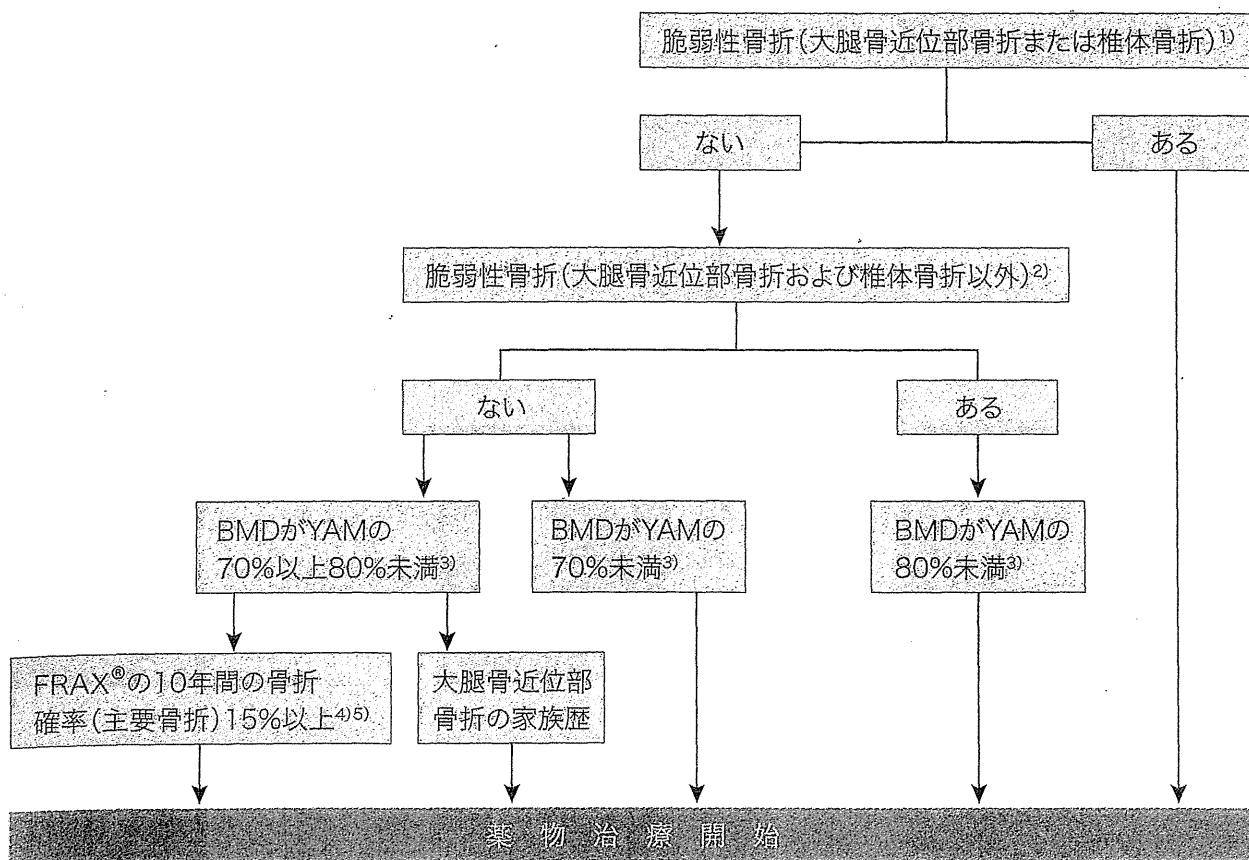 脆弱性骨折(大腿骨近位部骨折または椎体骨折)1)
ない
ある
脆弱性骨折(大腿骨近位部骨折および椎体骨折以外)2)
ない
ある
BMDがYAMの
70%以上80%未満3)
BMDがYAMの
70%未満3)
BMDがYAMの
80%未満3)
FRAX®の10年間の骨折
確率(主要骨折)15%以上4)5)
大腿骨近位部
骨折の家族歴
薬物治療開始